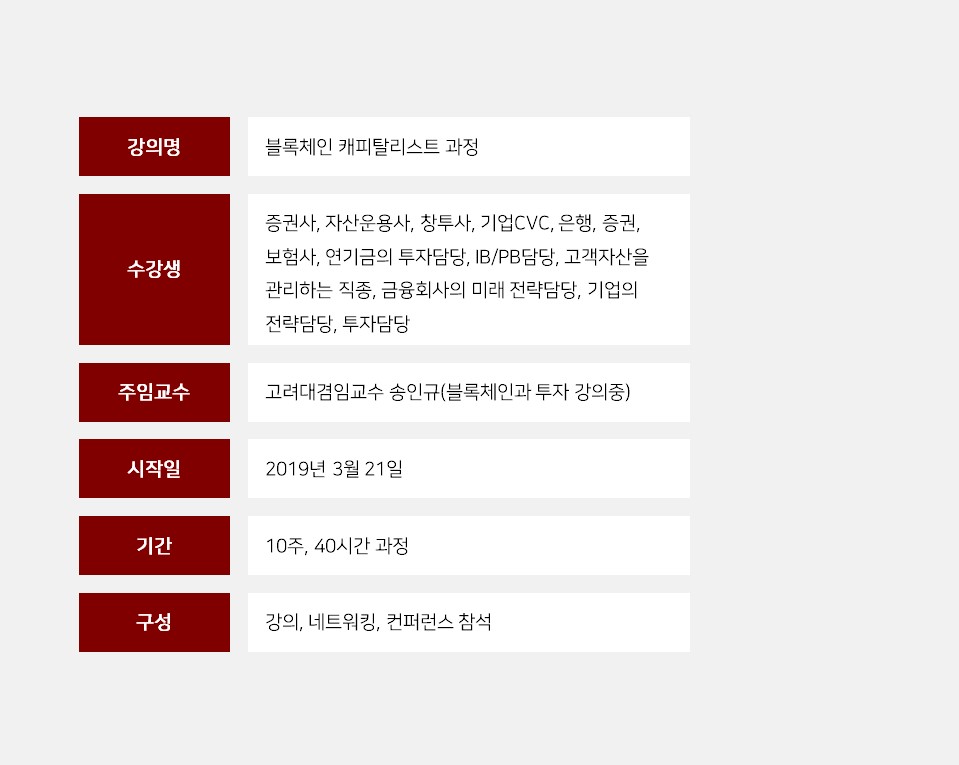 강의명
블록체인 캐피탈리스트 과정
수강생
증권사, 자산운용사, 창투사, 기업CVC, 은행, 증권,
보험사, 연기금의 투자담당, IB/PB담당, 고객자산을
관리하는 직종, 금융회사의 미래 전략담당, 기업의
전략담당, 투자담당
주임교수
고려대겸임교수 송인규(블록체인과 투자 강의중)
시작일
2019년 3월 21일
기간
10주, 40시간 과정
구성
강의, 네트워킹, 컨퍼런스 참석